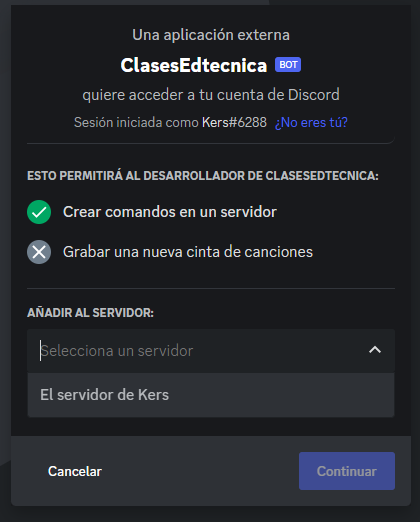 Una aplicación externa
ClasesEdtecnica BOT
quiere acceder a tu cuenta de Discord
Sesión iniciada como Kers#6288 ¿No eres tú?
ESTO PERMITIRÁ AL DESARROLLADOR DE CLASESEDTECNICA:
Crear comandos en un servidor
Grabar una nueva cinta de canciones
AÑADIR AL SERVIDOR:
Selecciona un servidor
El servidor de Kers
Cancelar Continuar